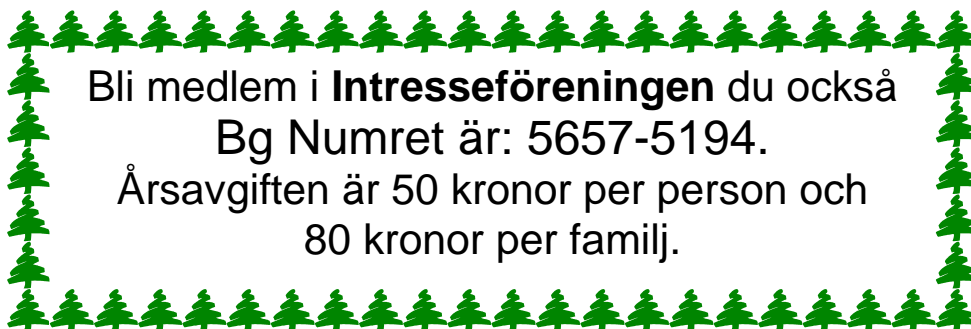 Bli medlem i Intresseföreningen du också
Bg Numret är: 5657-5194.
Årsavgiften är 50 kronor per person och
80 kronor per familj.